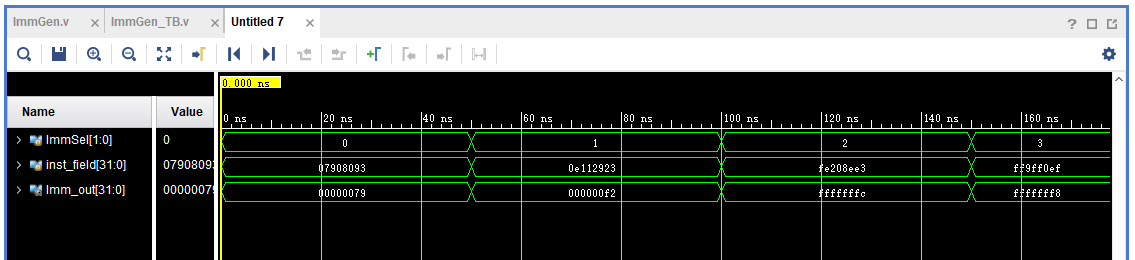 ImmGen.v × ImmGen_TB.v × Untitled 7 ×
?
0.000 ns
Name Value
0 ns 20 ns 40 ns 60 ns 80 ns 100 ns 120 ns 140 ns 160 ns
ImmSel[1:0] 0 0 1 2 3
inst_field[31:0] 07908093 07908093 0e112923 fe208ee3 ff9ff0ef
Imm_out[31:0] 00000079 00000079 000000f2 fffffffc fffffff8